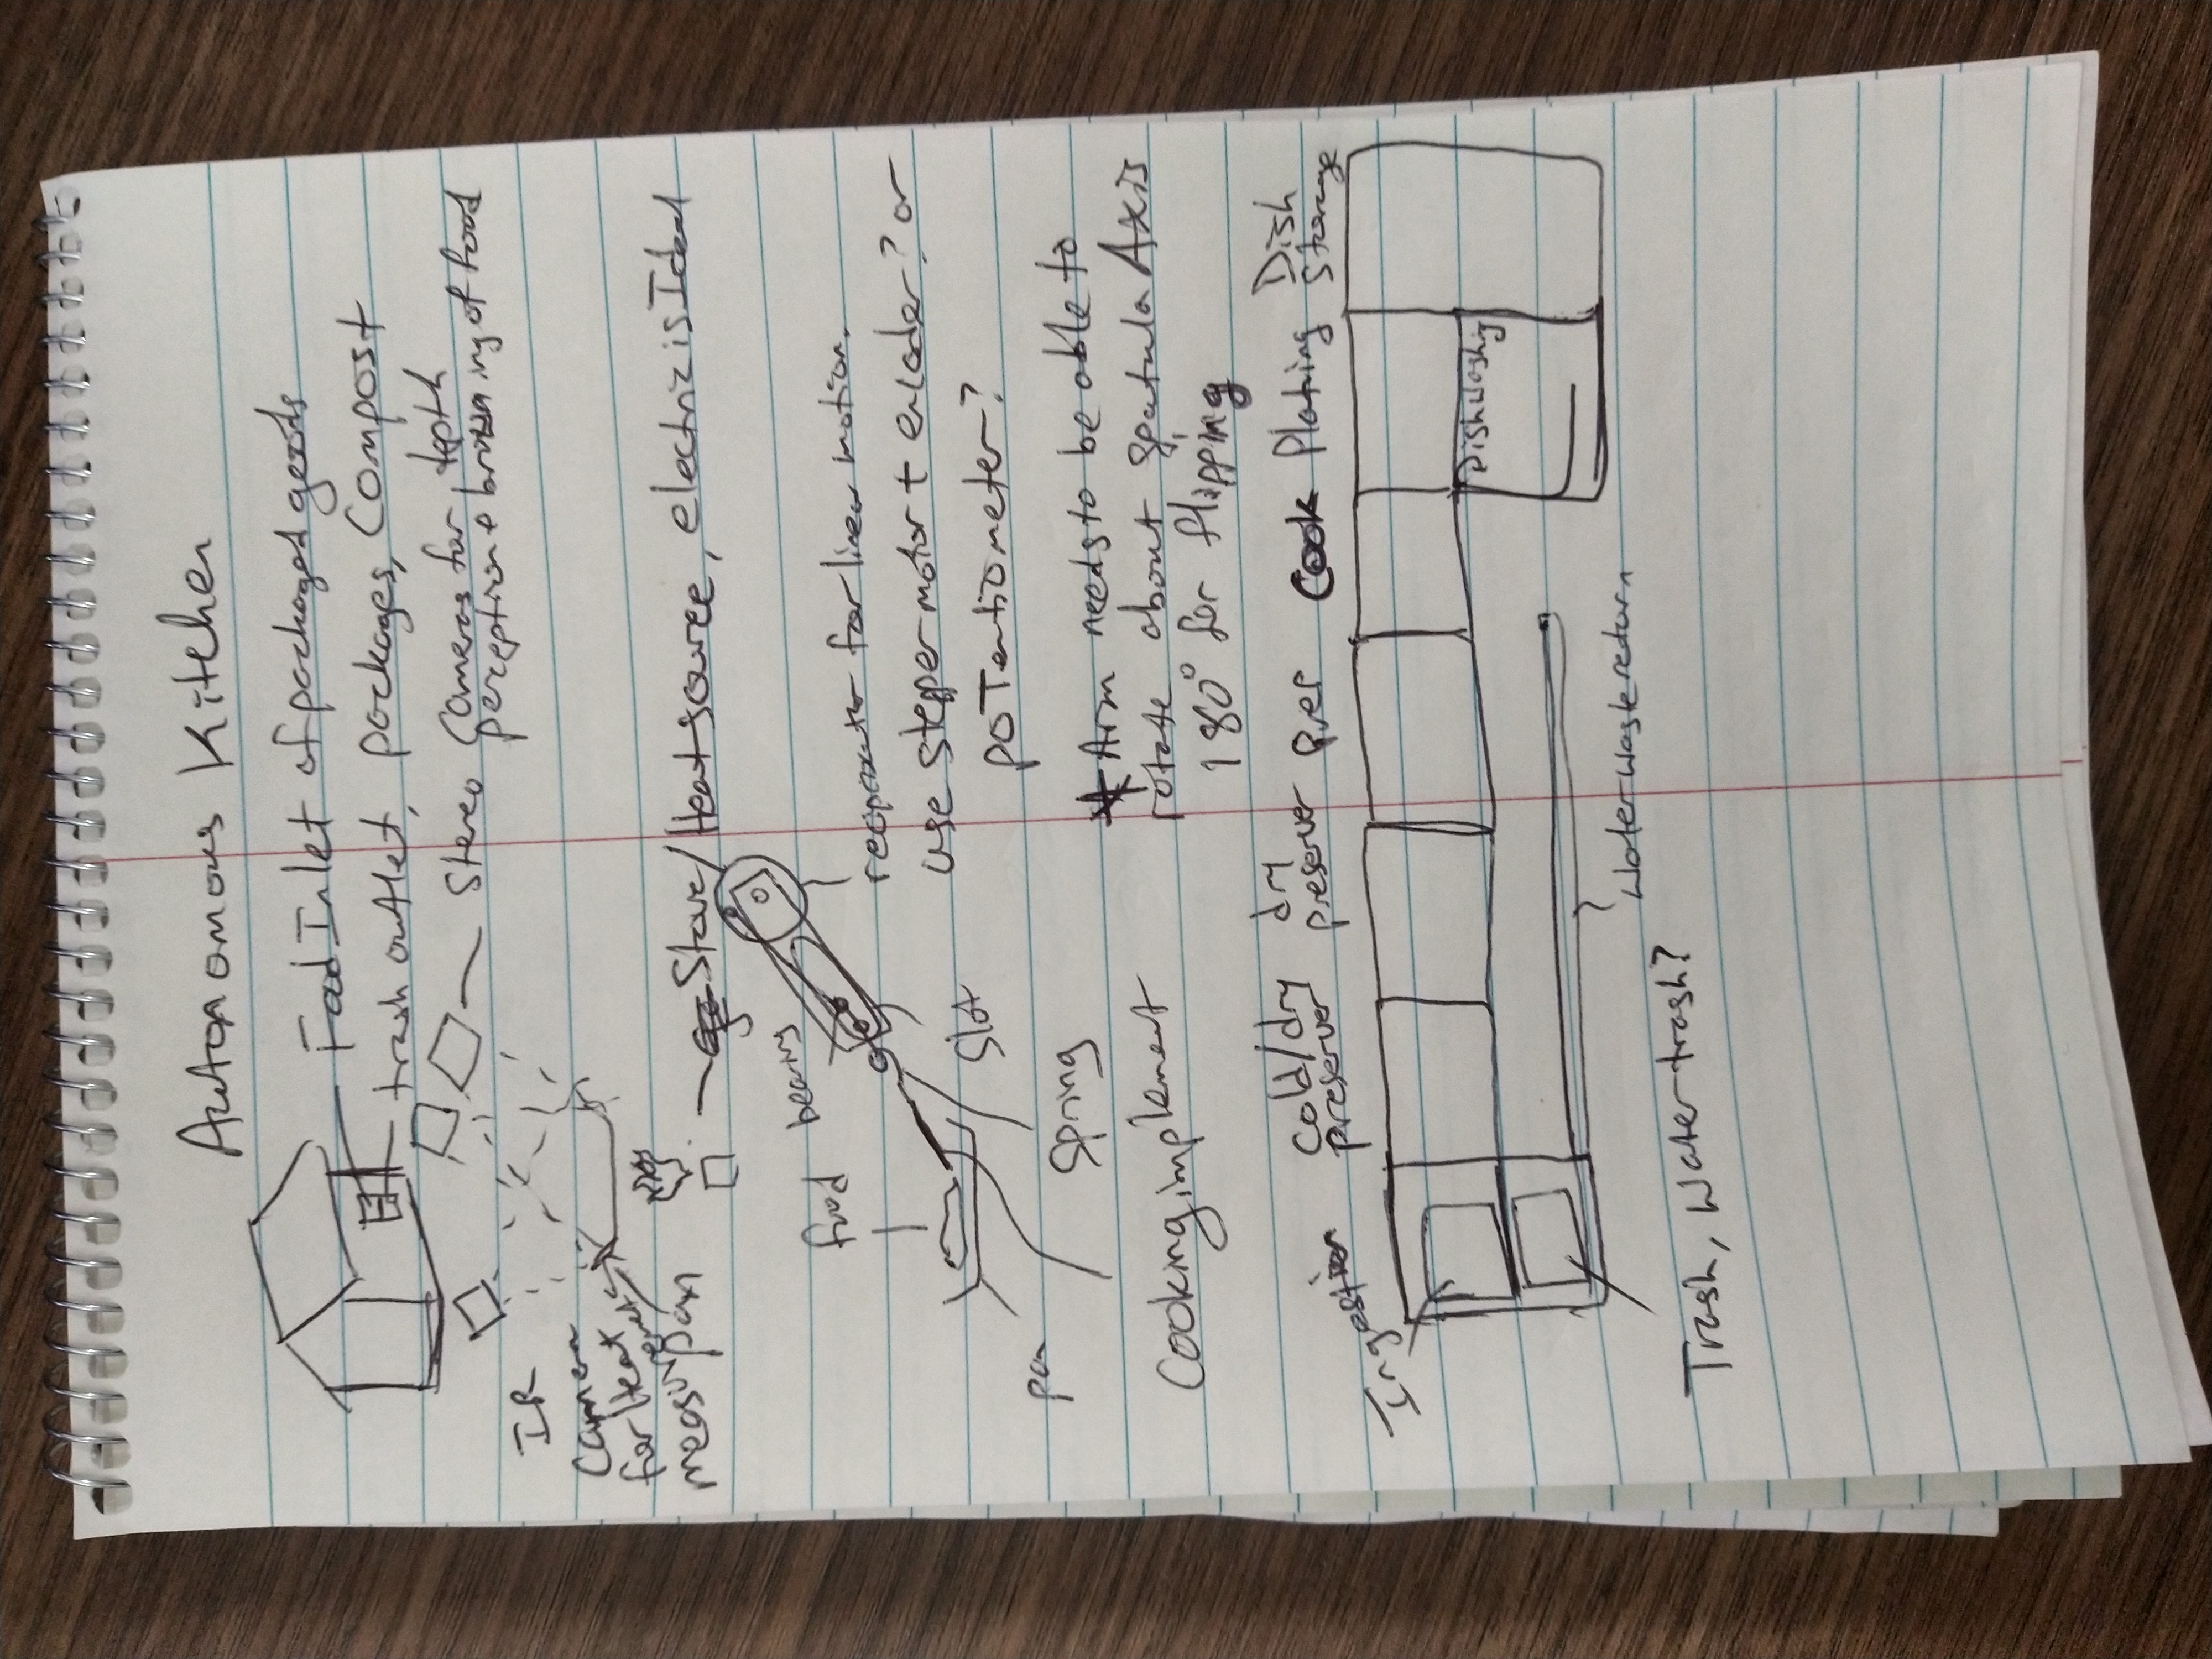 Autonomous Kitchen
Food Inlet of packaged goods
trash outlet, packages, Compost
Stereo Cameras for depth
perception & browning of food
IR
Camera
for Heat
measurement
pan
Stove/Heat source, electric is Ideal
food
bearing
reciprocator for linear motion.
use stepper motor + encoder? or
potentiometer?
slot
pan
spring
Cooking implement
* Arm needs to be able to
rotate about spatula Axis
180° for flipping
Ingestion
cold/dry
preserver
dry
preserver
Prep
Cook
Plating
Dish
Storage
Dishwashing
Water waste return
Trash, Water trash?